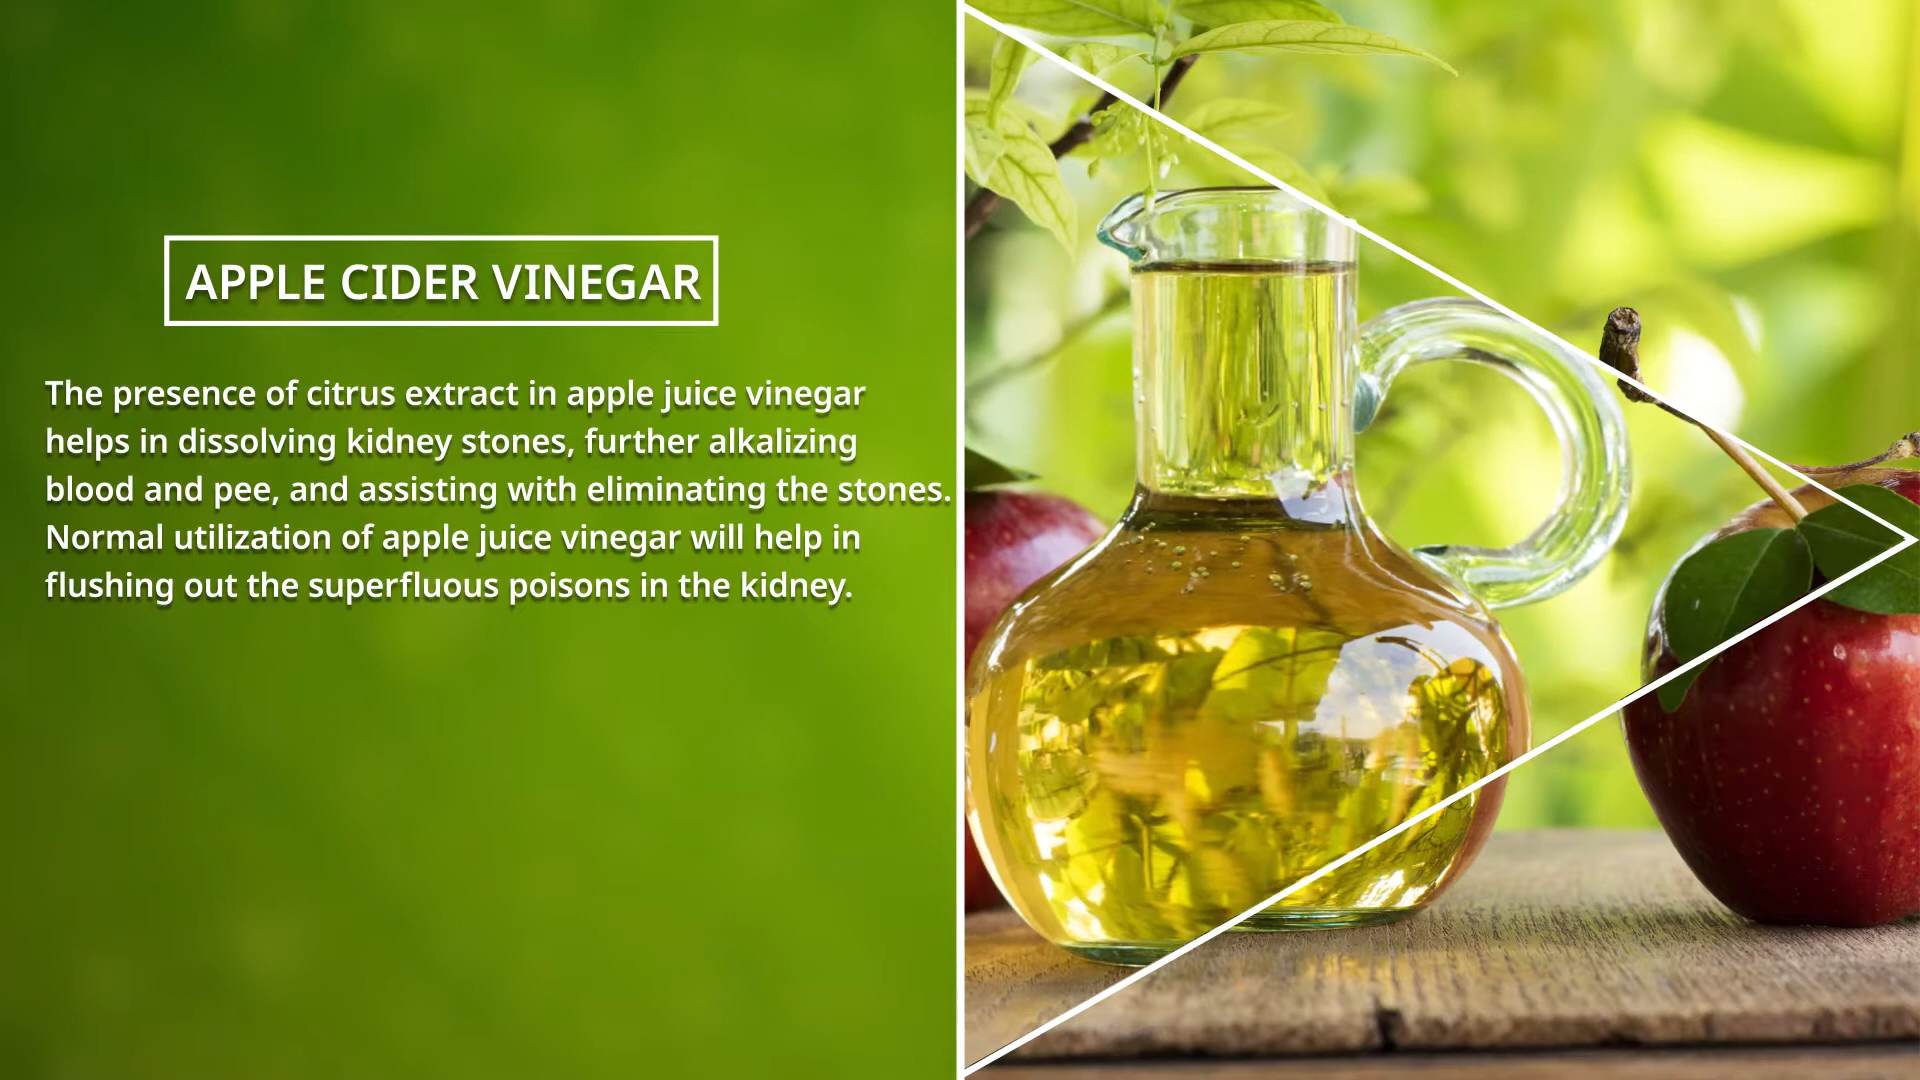 APPLE CIDER VINEGAR
The presence of citrus extract in apple juice vinegar
helps in dissolving kidney stones, further alkalizing
blood and pee, and assisting with eliminating the stones.
Normal utilization of apple juice vinegar will help in
flushing out the superfluous poisons in the kidney.